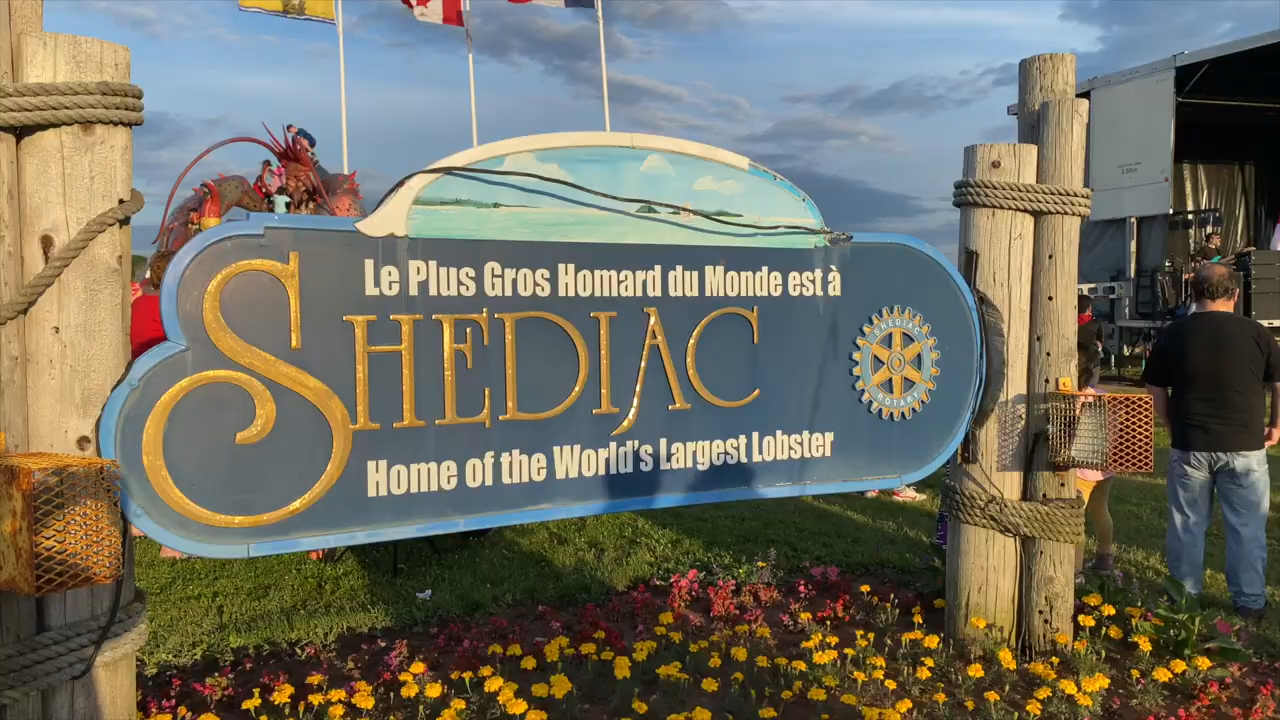 Le Plus Gros Homard du Monde est à
SHEDIAC
Home of the World's Largest Lobster
SHEDIAC
ROTARY